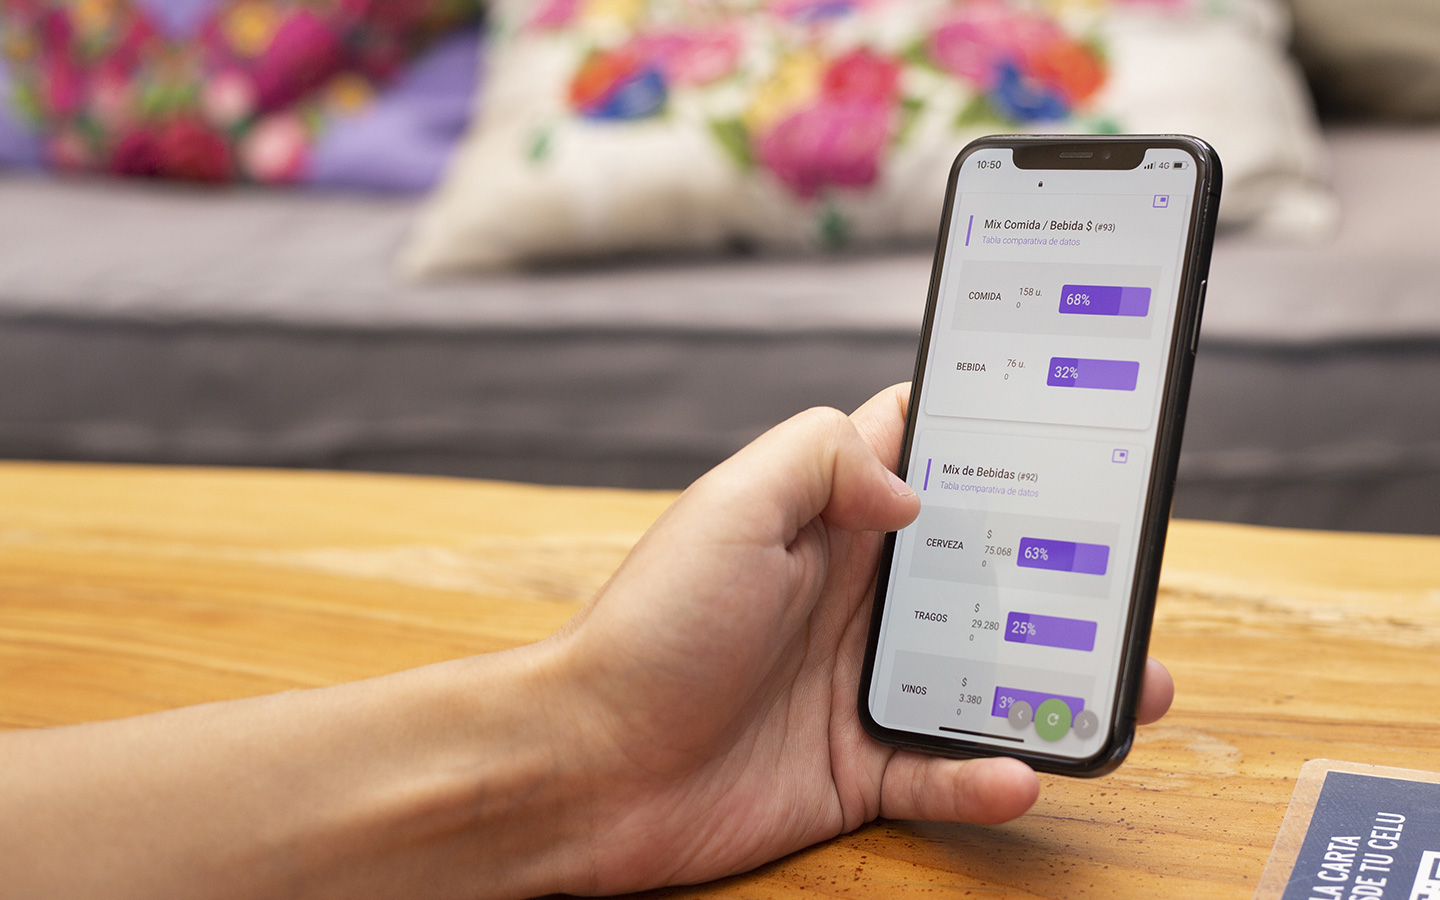 10:50
4G
Mix Comida / Bebida $ (#93)
Tabla comparativa de datos
COMIDA 158 u. 68%
0
BEBIDA 76 u. 32%
0
Mix de Bebidas (#92)
Tabla comparativa de datos
CERVEZA $ 75.068 63%
0
TRAGOS $ 29.280 25%
0
VINOS $ 3.380 3%
0
LA CARTA
SDE TU CELU